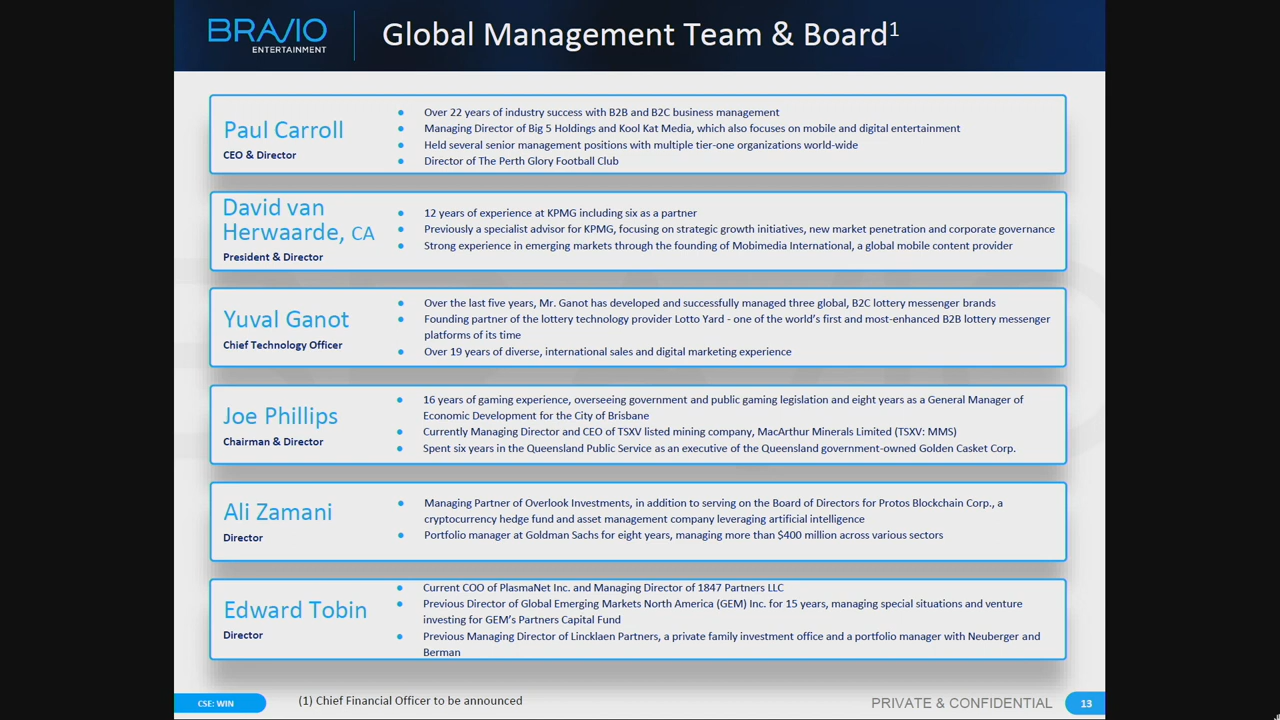 BRAVIO
ENTERTAINMENT
Global Management Team & Board1
Paul Carroll
CEO & Director
● Over 22 years of industry success with B2B and B2C business management
● Managing Director of Big 5 Holdings and Kool Kat Media, which also focuses on mobile and digital entertainment
● Held several senior management positions with multiple tier-one organizations world-wide
● Director of The Perth Glory Football Club
David van
Herwaarde, CA
President & Director
● 12 years of experience at KPMG including six as a partner
● Previously a specialist advisor for KPMG, focusing on strategic growth initiatives, new market penetration and corporate governance
● Strong experience in emerging markets through the founding of Mobimedia International, a global mobile content provider
Yuval Ganot
Chief Technology Officer
● Over the last five years, Mr. Ganot has developed and successfully managed three global, B2C lottery messenger brands
● Founding partner of the lottery technology provider Lotto Yard - one of the world's first and most-enhanced B2B lottery messenger
platforms of its time
● Over 19 years of diverse, international sales and digital marketing experience
Joe Phillips
Chairman & Director
● 16 years of gaming experience, overseeing government and public gaming legislation and eight years as a General Manager of
Economic Development for the City of Brisbane
● Currently Managing Director and CEO of TSXV listed mining company, MacArthur Minerals Limited (TSXV: MMS)
● Spent six years in the Queensland Public Service as an executive of the Queensland government-owned Golden Casket Corp.
Ali Zamani
Director
● Managing Partner of Overlook Investments, in addition to serving on the Board of Directors for Protos Blockchain Corp., a
cryptocurrency hedge fund and asset management company leveraging artificial intelligence
● Portfolio manager at Goldman Sachs for eight years, managing more than $400 million across various sectors
Edward Tobin
Director
● Current COO of PlasmaNet Inc. and Managing Director of 1847 Partners LLC
● Previous Director of Global Emerging Markets North America (GEM) Inc. for 15 years, managing special situations and venture
investing for GEM's Partners Capital Fund
● Previous Managing Director of Lincklaen Partners, a private family investment office and a portfolio manager with Neuberger and
Berman
CSE: WIN
(1) Chief Financial Officer to be announced
PRIVATE & CONFIDENTIAL
13